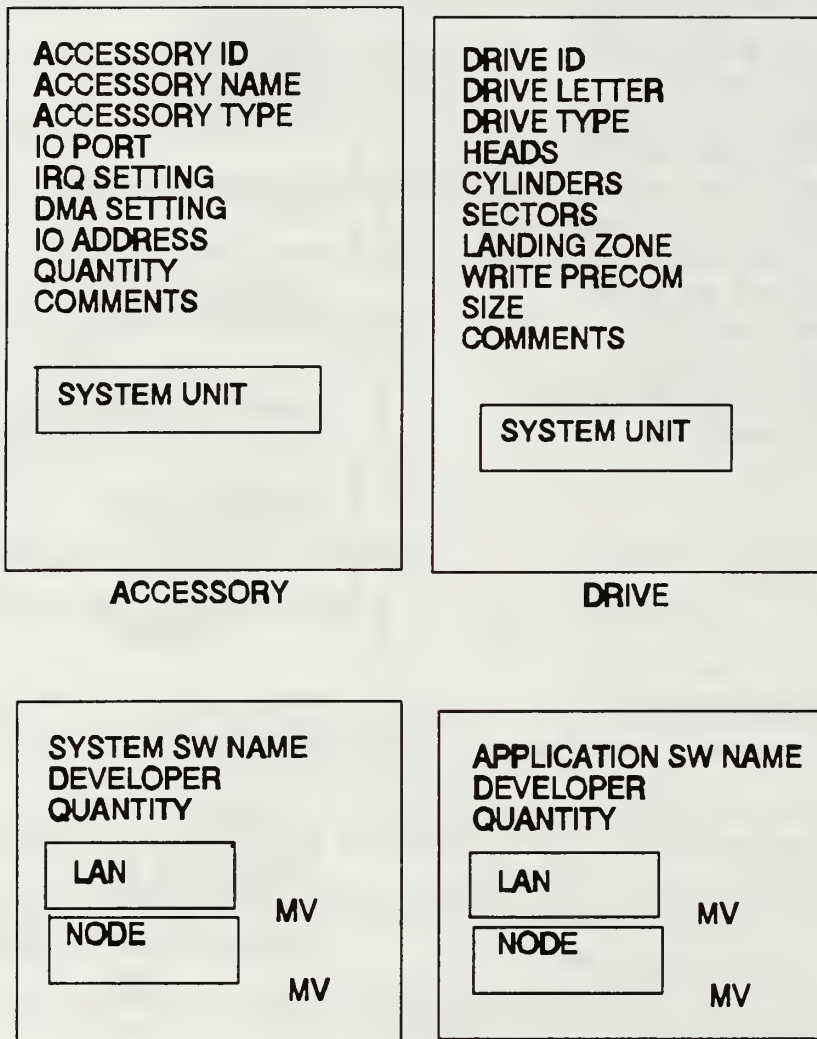 ACCESSORY ID
ACCESSORY NAME
ACCESSORY TYPE
IO PORT
IRQ SETTING
DMA SETTING
IO ADDRESS
QUANTITY
COMMENTS
SYSTEM UNIT
ACCESSORY
DRIVE ID
DRIVE LETTER
DRIVE TYPE
HEADS
CYLINDERS
SECTORS
LANDING ZONE
WRITE PRECOM
SIZE
COMMENTS
SYSTEM UNIT
DRIVE
SYSTEM SW NAME
DEVELOPER
QUANTITY
LAN
MV
NODE
MV
APPLICATION SW NAME
DEVELOPER
QUANTITY
LAN
MV
NODE
MV